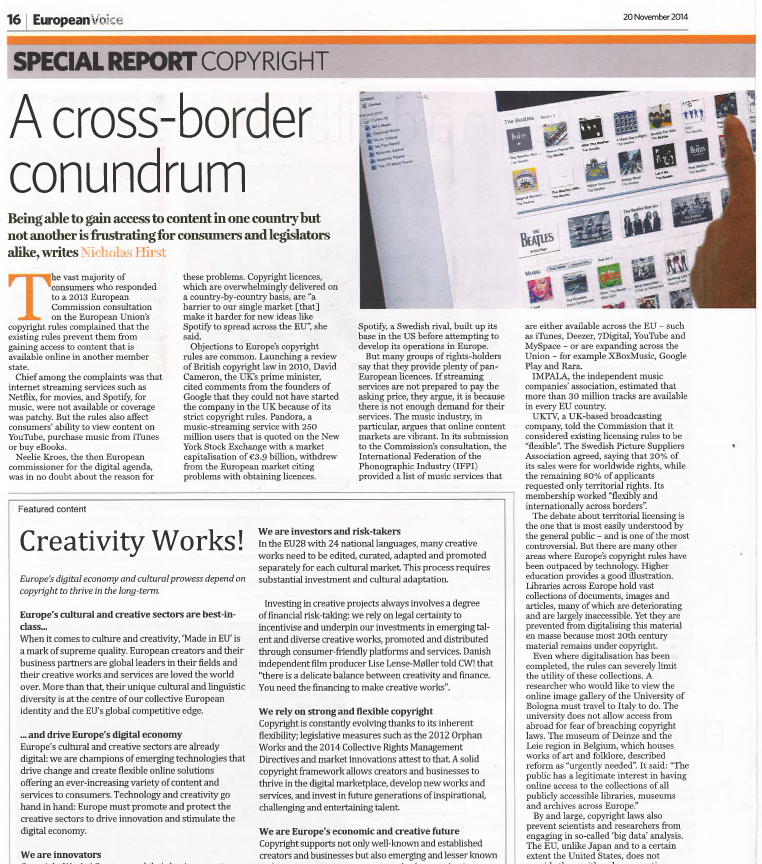 16 EuropeanVoice
20 November 2014
SPECIAL REPORT COPYRIGHT
A cross-border
conundrum
Being able to gain access to content in one country but
not another is frustrating for consumers and legislators
alike, writes Nicholas Hirst
The vast majority of
consumers who responded
to a 2013 European
Commission consultation
on the European Union's
copyright rules complained that the
existing rules prevent them from
gaining access to content that is
available online in another member
state.
Chief among the complaints was that
internet streaming services such as
Netflix, for movies, and Spotify, for
music, were not available or coverage
was patchy. But the rules also affect
consumers' ability to view content on
YouTube, purchase music from iTunes
or buy eBooks.
Neelie Kroes, the then European
commissioner for the digital agenda,
was in no doubt about the reason for
these problems. Copyright licences,
which are overwhelmingly delivered on
a country-by-country basis, are "a
barrier to our single market [that]
make it harder for new ideas like
Spotify to spread across the EU", she
said.
Objections to Europe's copyright
rules are common. Launching a review
of British copyright law in 2010, David
Cameron, the UK's prime minister,
cited comments from the founders of
Google that they could not have started
the company in the UK because of its
strict copyright rules. Pandora, a
music-streaming service with 250
million users that is quoted on the New
York Stock Exchange with a market
capitalisation of €3.9 billion, withdrew
from the European market citing
problems with obtaining licences.
The Beatles
THE
BEATLES
MUSIC
Spotify, a Swedish rival, built up its
base in the US before attempting to
develop its operations in Europe.
But many groups of rights-holders
say that they provide plenty of pan-
European licences. If streaming
services are not prepared to pay the
asking price, they argue, it is because
there is not enough demand for their
services. The music industry, in
particular, argues that online content
markets are vibrant. In its submission
to the Commission's consultation, the
International Federation of the
Phonographic Industry (IFPI)
provided a list of music services that
are either available across the EU – such
as iTunes, Deezer, 7Digital, YouTube and
MySpace – or are expanding across the
Union – for example XBoxMusic, Google
Play and Rara.
IMPALA, the independent music
companies' association, estimated that
more than 30 million tracks are available
in every EU country.
UKTV, a UK-based broadcasting
company, told the Commission that it
considered existing licensing rules to be
"flexible". The Swedish Picture Suppliers
Association agreed, saying that 20% of
its sales were for worldwide rights, while
the remaining 80% of applicants
requested only territorial rights. Its
membership worked "flexibly and
internationally across borders".
The debate about territorial licensing is
the one that is most easily understood by
the general public – and is one of the most
controversial. But there are many other
areas where Europe's copyright rules have
been outpaced by technology. Higher
education provides a good illustration.
Libraries across Europe hold vast
collections of documents, images and
articles, many of which are deteriorating
and are largely inaccessible. Yet they are
prevented from digitalising this material
en masse because most 20th century
material remains under copyright.
Even where digitalisation has been
completed, the rules can severely limit
the utility of these collections. A
researcher who would like to view the
online image gallery of the University of
Bologna must travel to Italy to do. The
university does not allow access from
abroad for fear of breaching copyright
laws. The museum of Deinze and the
Leie region in Belgium, which houses
works of art and folklore, described
reform as "urgently needed". It said: "The
public has a legitimate interest in having
online access to the collections of all
publicly accessible libraries, museums
and archives across Europe."
By and large, copyright laws also
prevent scientists and researchers from
engaging in so-called 'big data' analysis.
The EU, unlike Japan and to a certain
extent the United States, does not
Featured content
Creativity Works!
Europe's digital economy and cultural prowess depend on
copyright to thrive in the long-term.
Europe's cultural and creative sectors are best-in-
class...
When it comes to culture and creativity, 'Made in EU' is
a mark of supreme quality. European creators and their
business partners are global leaders in their fields and
their creative works and services are loved the world
over. More than that, their unique cultural and linguistic
diversity is at the centre of our collective European
identity and the EU's global competitive edge.
... and drive Europe's digital economy
Europe's cultural and creative sectors are already
digital: we are champions of emerging technologies that
drive change and create flexible online solutions
offering an ever-increasing variety of content and
services to consumers. Technology and creativity go
hand in hand: Europe must promote and protect the
creative sectors to drive innovation and stimulate the
digital economy.
We are innovators
We are investors and risk-takers
In the EU28 with 24 national languages, many creative
works need to be edited, curated, adapted and promoted
separately for each cultural market. This process requires
substantial investment and cultural adaptation.
Investing in creative projects always involves a degree
of financial risk-taking: we rely on legal certainty to
incentivise and underpin our investments in emerging tal-
ent and diverse creative works, promoted and distributed
through consumer-friendly platforms and services. Danish
independent film producer Lise Lense-Møller told CW! that
"there is a delicate balance between creativity and finance.
You need the financing to make creative works".
We rely on strong and flexible copyright
Copyright is constantly evolving thanks to its inherent
flexibility; legislative measures such as the 2012 Orphan
Works and the 2014 Collective Rights Management
Directives and market innovations attest to that. A solid
copyright framework allows creators and businesses to
thrive in the digital marketplace, develop new works and
services, and invest in future generations of inspirational,
challenging and entertaining talent.
We are Europe's economic and creative future
Copyright supports not only well-known and established
creators and businesses but also emerging and lesser known